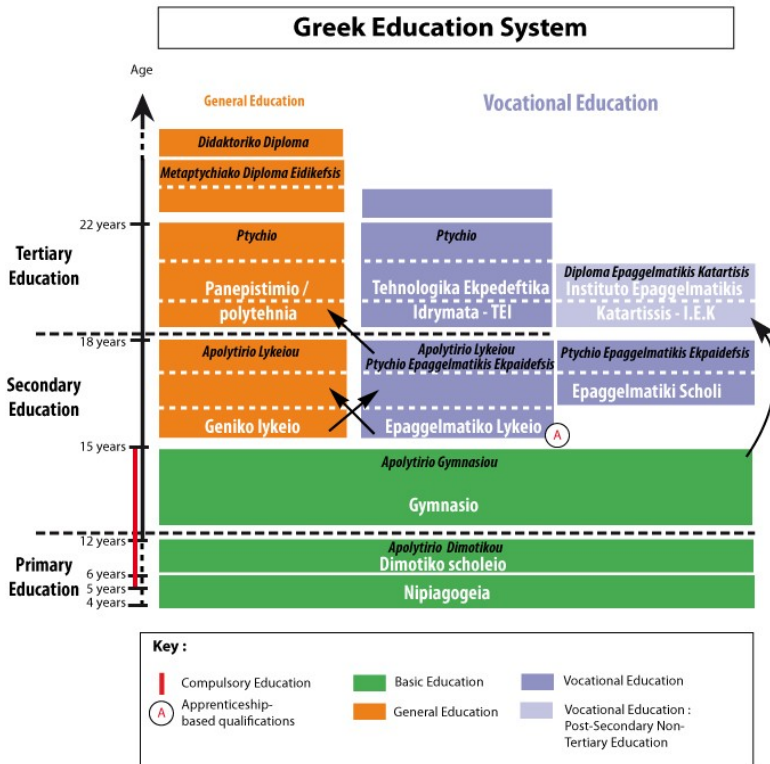 Greek Education System
Age
General Education
Vocational Education
Didaktoriko Diploma
Metaptychiako Diploma Eidikefsis
22 years
Tertiary
Education
Ptychio
Panepistimio /
polytehnia
Ptychio
Tehnologika Ekpedeftika
Idrymata - TEI
Diploma Epaggelmatikis Katartisis
Instituto Epaggelmatikis
Katartissis - I.E.K
18 years
Secondary
Education
Apolytirio Lykeiou
Geniko lykeio
Apolytirio Lykeiou
Ptychio Epaggelmatikis Ekpaidefsis
Epaggelmatiko Lykeio
A
Ptychio Epaggelmatikis Ekpaidefsis
Epaggelmatiki Scholi
15 years
Apolytirio Gymnasiou
Gymnasio
12 years
Primary
Education
Apolytirio Dimotikou
Dimotiko scholeio
6 years
5 years
4 years
Nipiagogeia
Key :
Compulsory Education
A
Apprenticeship-
based qualifications
Basic Education
General Education
Vocational Education
Vocational Education :
Post-Secondary Non-
Tertiary Education